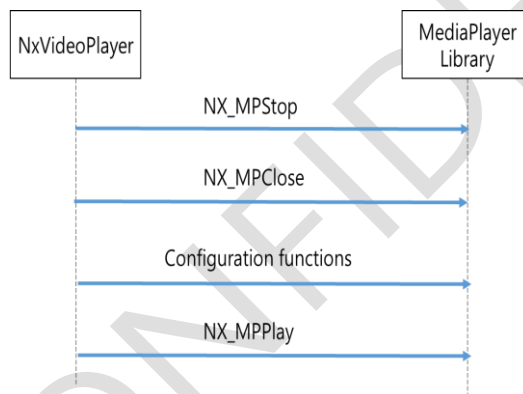 NxVideoPlayer
MediaPlayer
Library
NX_MPStop
NX_MPClose
Configuration functions
NX_MPPlay